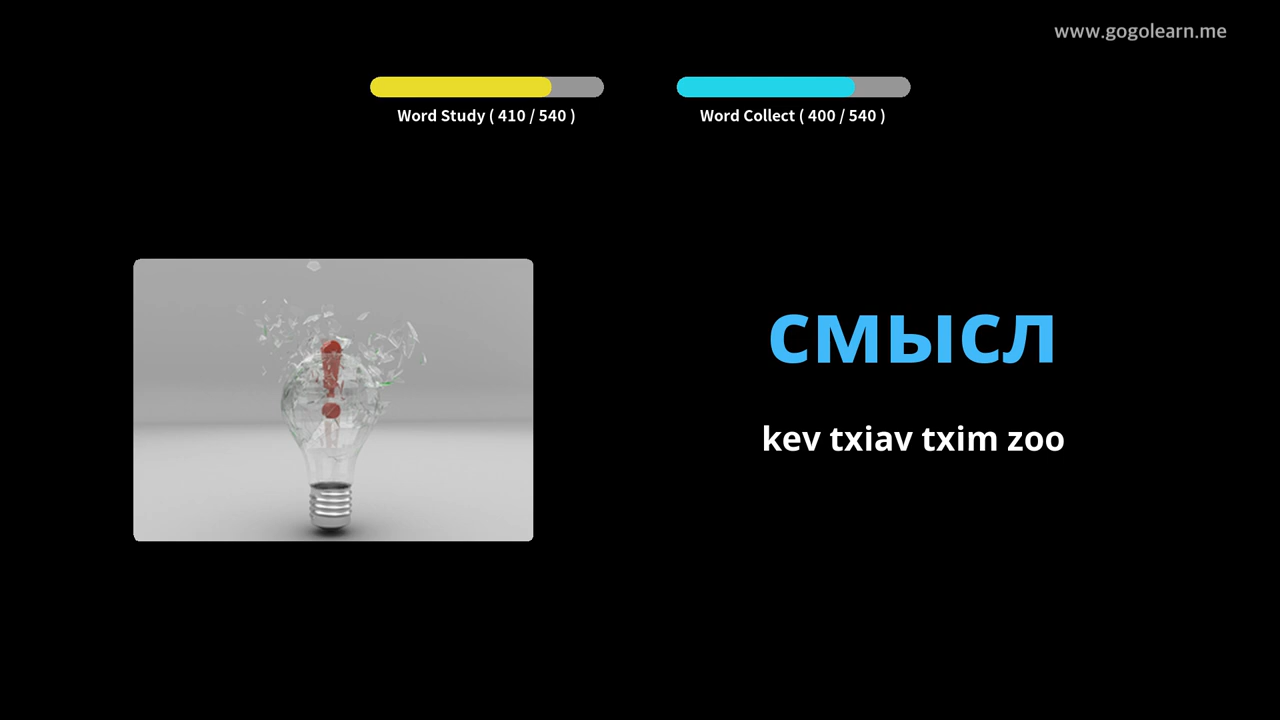 www.gogolearn.me
Word Study ( 410 / 540 )
Word Collect ( 400 / 540 )
смысл
kev txiav txim zoo